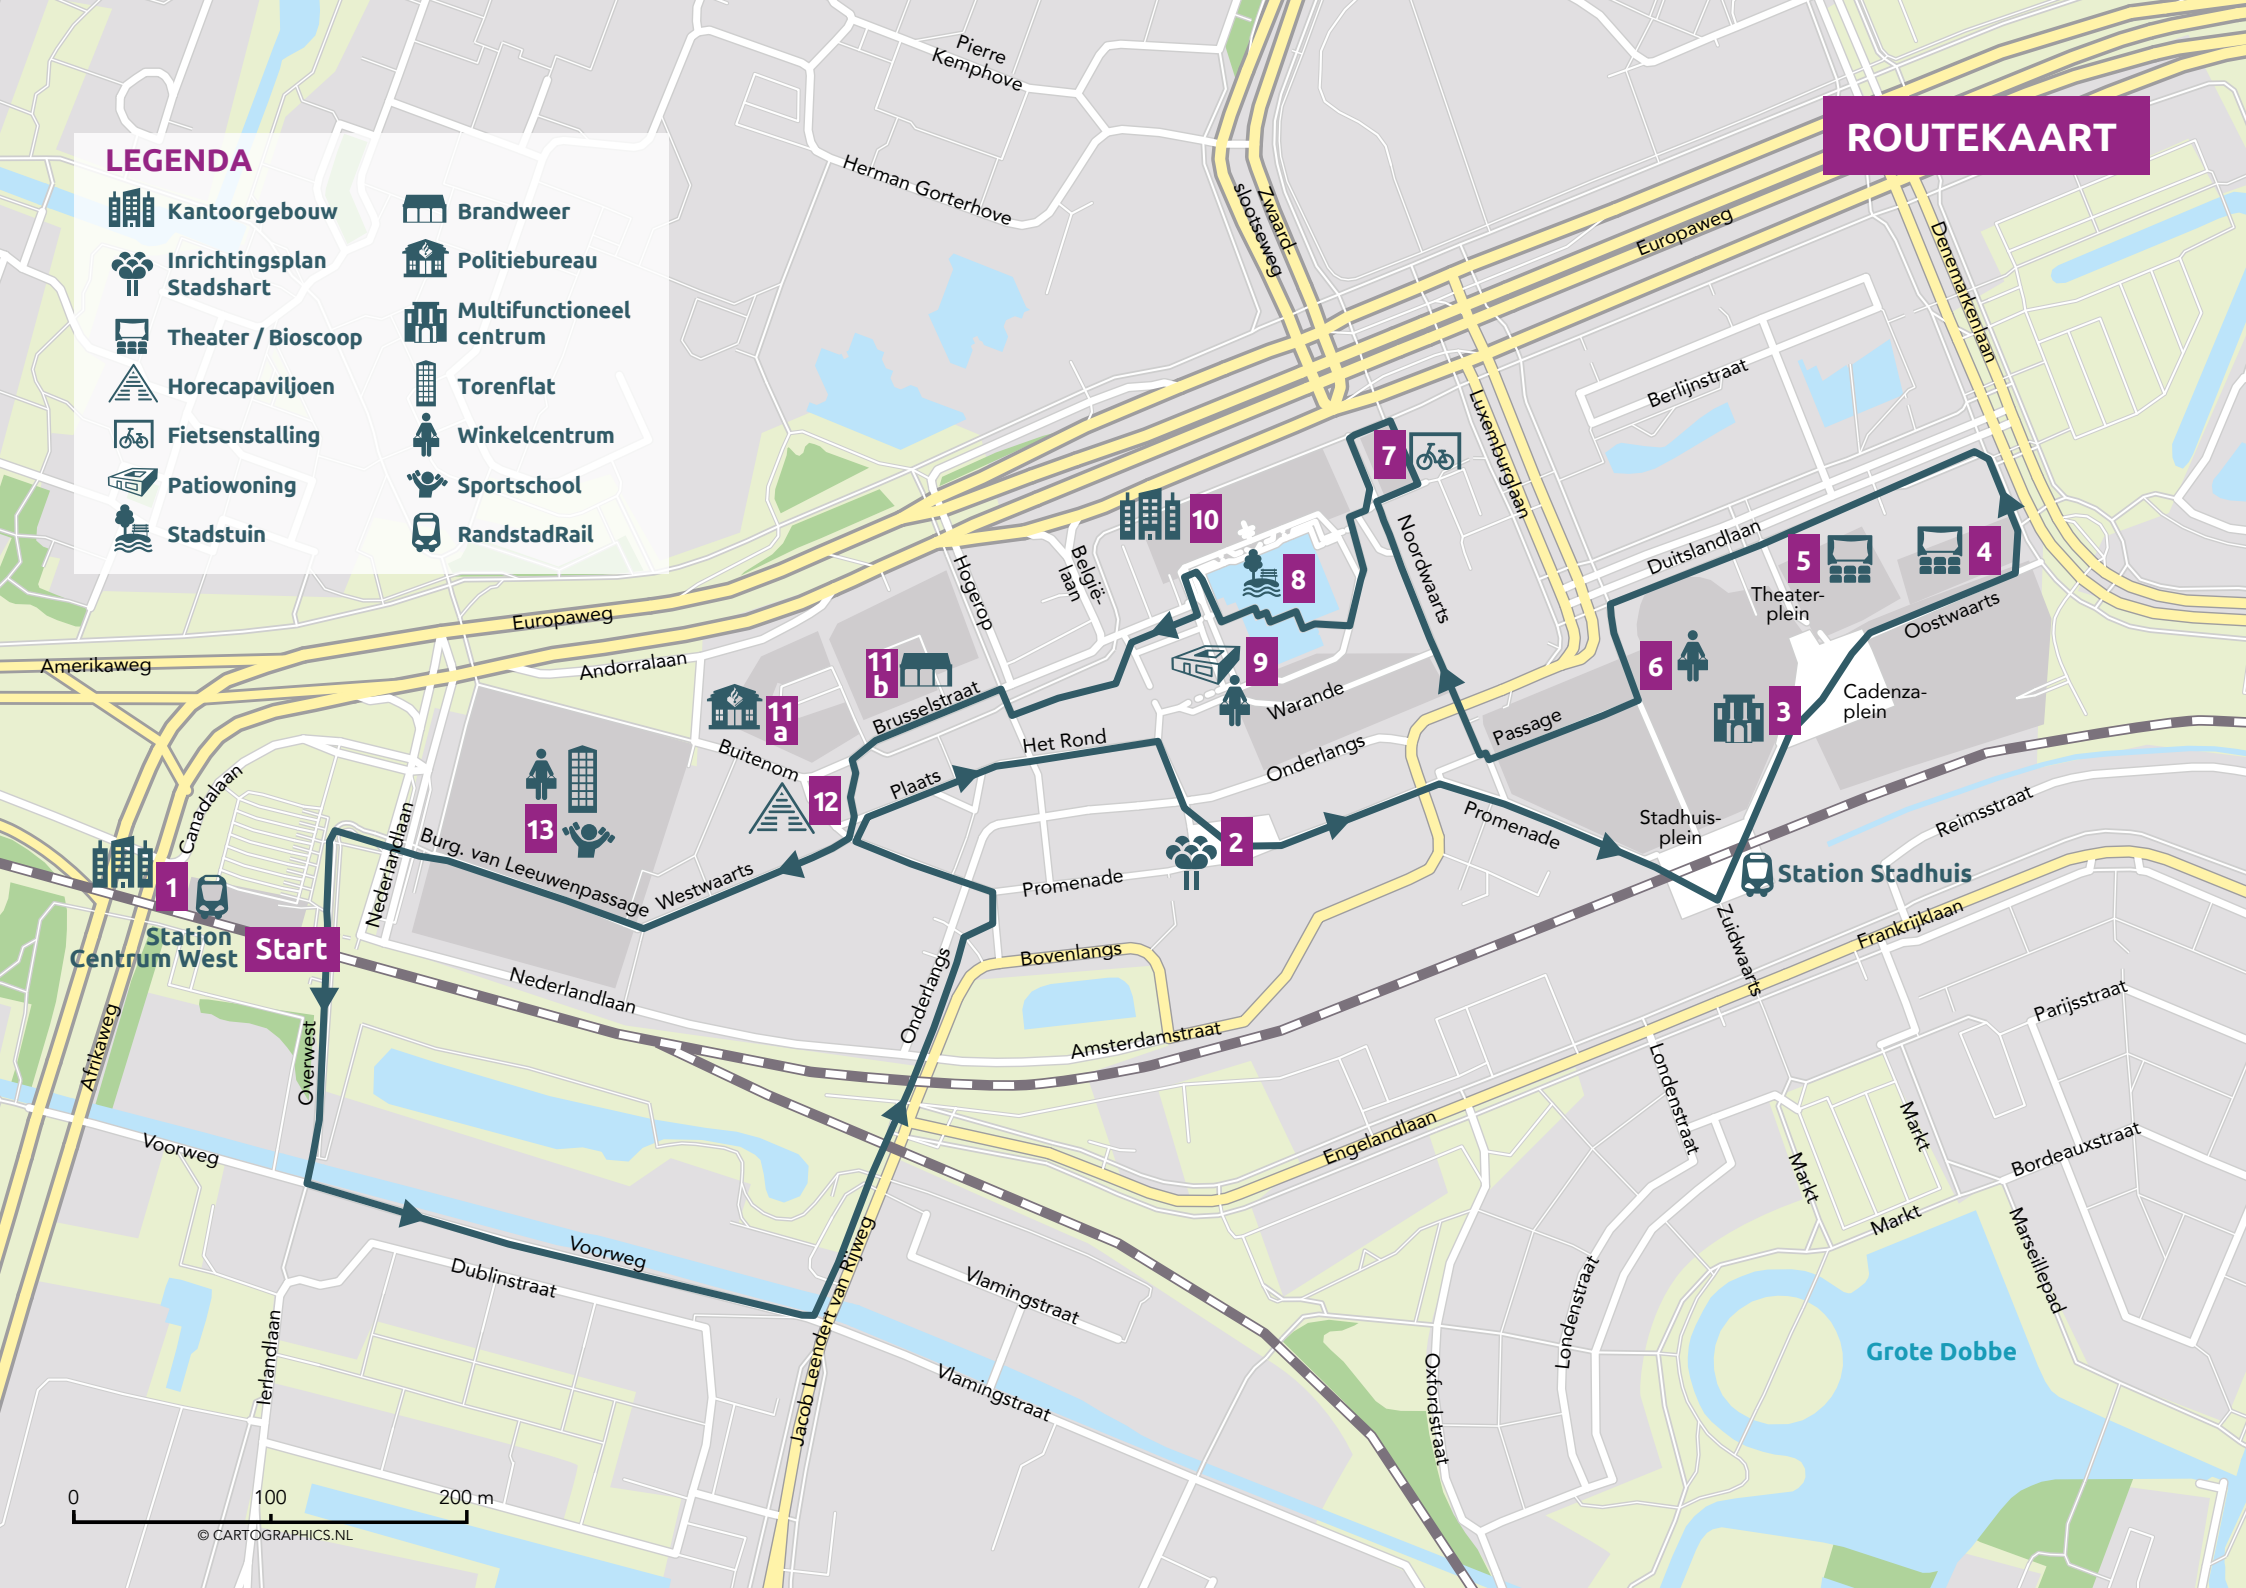 ROUTEKAART
LEGENDA
Kantoorgebouw
Inrichtingsplan
Stadshart
Theater / Bioscoop
Horecapaviljoen
Fietsenstalling
Patiowoning
Stadstuin
Brandweer
Politiebureau
Multifunctioneel
centrum
Torenflat
Winkelcentrum
Sportschool
RandstadRail
Pierre
Kemphove
Herman Gorterhove
Zwaard-
slootseweg
Europaweg
Denemarkenlaan
Berlijnstraat
Luxemburglaan
7
10
Noordwaarts
Duitslandlaan
5
4
Theater-
plein
Oostwaarts
België-
laan
Hogerop
8
Europaweg
Amerikaweg
Andorralaan
11
b
9
6
Warande
Brusselstraat
11
a
3
Cadenza-
plein
Passage
Het Rond
Buitenom
Onderlangs
Plaats
12
Canadalaan
Nederlandlaan
13
Burg. van Leeuwenpassage
Westwaarts
2
Promenade
Stadhuis-
plein
Reimsstraat
Promenade
Station Stadhuis
1
Station
Centrum West
Start
Zuidwaarts
Frankrijklaan
Bovenlangs
Nederlandlaan
Onderlangs
Amsterdamstraat
Parijsstraat
Afrikaweg
Overwest
Londenstraat
Engelandlaan
Markt
Markt
Bordeauxstraat
Voorweg
Markt
Marseillepad
Voorweg
Dublinstraat
Jacob Leendert van Rijweg
Vlamingstraat
Londenstraat
Ierlandlaan
Vlamingstraat
Oxfordstraat
Grote Dobbe
0 100 200 m
© CARTOGRAPHICS.NL